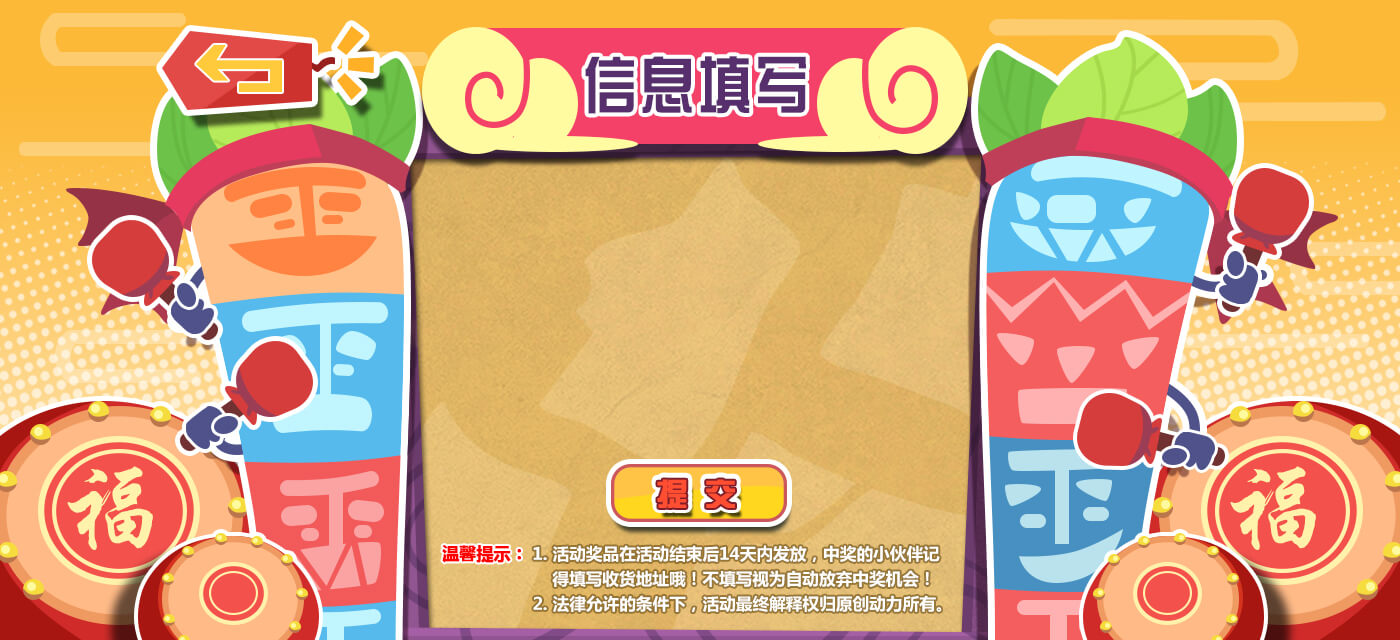 信息填写
福
福
提交
温馨提示：1. 活动奖品在活动结束后14天内发放，中奖的小伙伴记
得填写收货地址哦！不填写视为自动放弃中奖机会！
2. 法律允许的条件下，活动最终解释权归原创动力所有。